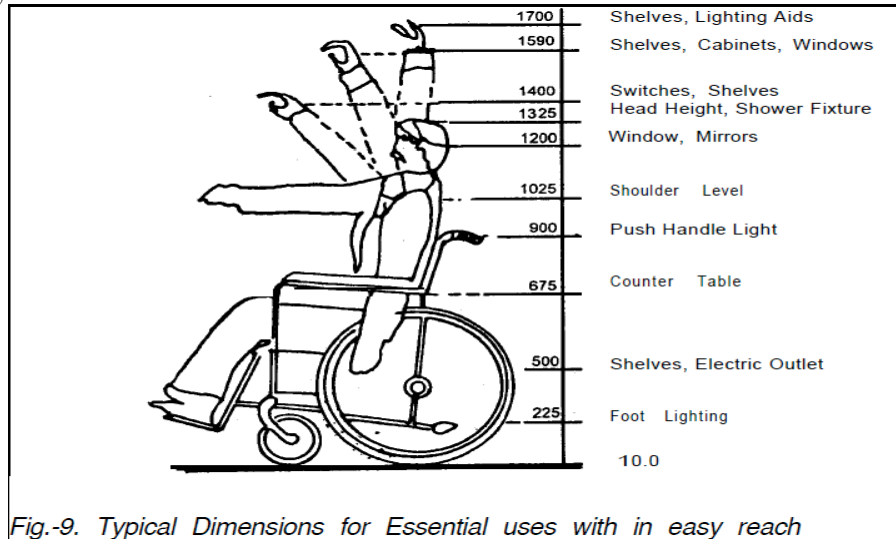 1700 Shelves, Lighting Aids
1590 Shelves, Cabinets, Windows
1400 Switches, Shelves
1325 Head Height, Shower Fixture
1200 Window, Mirrors
1025 Shoulder Level
900 Push Handle Light
675 Counter Table
500 Shelves, Electric Outlet
225 Foot Lighting
10.0
Fig.-9. Typical Dimensions for Essential uses with in easy reach